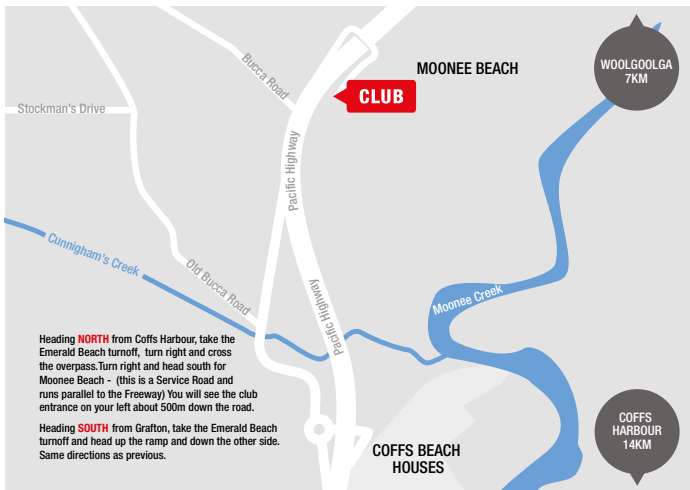 Bucca Road
MOONEE BEACH
WOOLGOOLGA
7KM
CLUB
Stockman's Drive
Pacific Highway
Cunnigham's Creek
Old Bucca Road
Pacific Highway
Moonee Creek
Heading NORTH from Coffs Harbour, take the
Emerald Beach turnoff, turn right and cross
the overpass.Turn right and head south for
Moonee Beach - (this is a Service Road and
runs parallel to the Freeway) You will see the club
entrance on your left about 500m down the road.
Heading SOUTH from Grafton, take the Emerald Beach
turnoff and head up the ramp and down the other side.
Same directions as previous.
COFFS BEACH
HOUSES
COFFS
HARBOUR
14KM